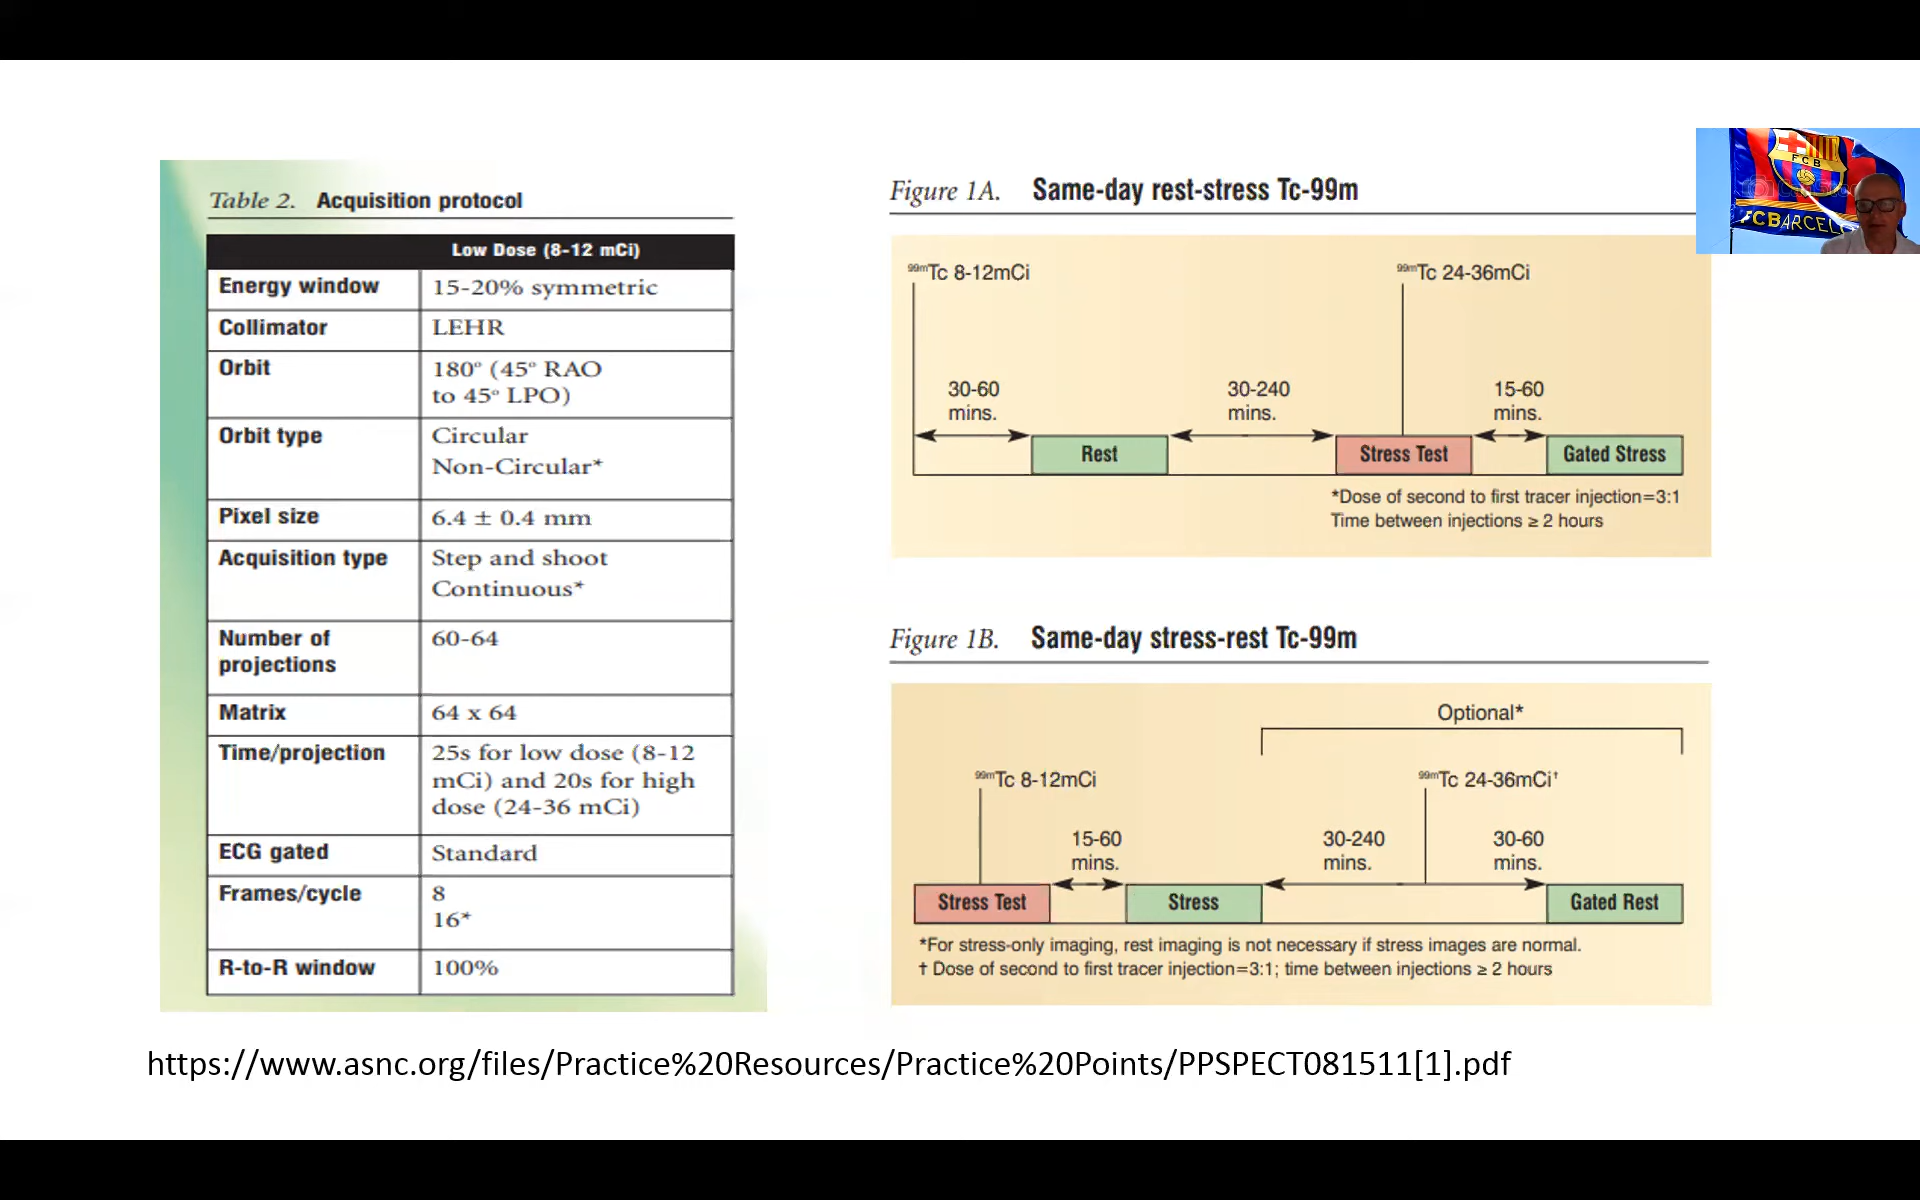 Table 2. Acquisition protocol
Low Dose (8-12 mCi)
Energy window 15-20% symmetric
Collimator LEHR
Orbit 180º (45º RAO
to 45º LPO)
Orbit type Circular
Non-Circular*
Pixel size 6.4 ± 0.4 mm
Acquisition type Step and shoot
Continuous*
Number of 60-64
projections
Matrix 64 x 64
Time/projection 25s for low dose (8-12
mCi) and 20s for high
dose (24-36 mCi)
ECG gated Standard
Frames/cycle 8
16*
R-to-R window 100%
Figure 1A. Same-day rest-stress Tc-99m
99mTc 8-12mCi
99mTc 24-36mCi
30-60
mins.
30-240
mins.
15-60
mins.
Rest
Stress Test
Gated Stress
*Dose of second to first tracer injection=3:1
Time between injections ≥ 2 hours
Figure 1B. Same-day stress-rest Tc-99m
Optional*
99mTc 8-12mCi
99mTc 24-36mCi†
15-60
mins.
30-240
mins.
30-60
mins.
Stress Test
Stress
Gated Rest
*For stress-only imaging, rest imaging is not necessary if stress images are normal.
† Dose of second to first tracer injection=3:1; time between injections ≥ 2 hours
https://www.asnc.org/files/Practice%20Resources/Practice%20Points/PPSPECT081511[1].pdf
FCB